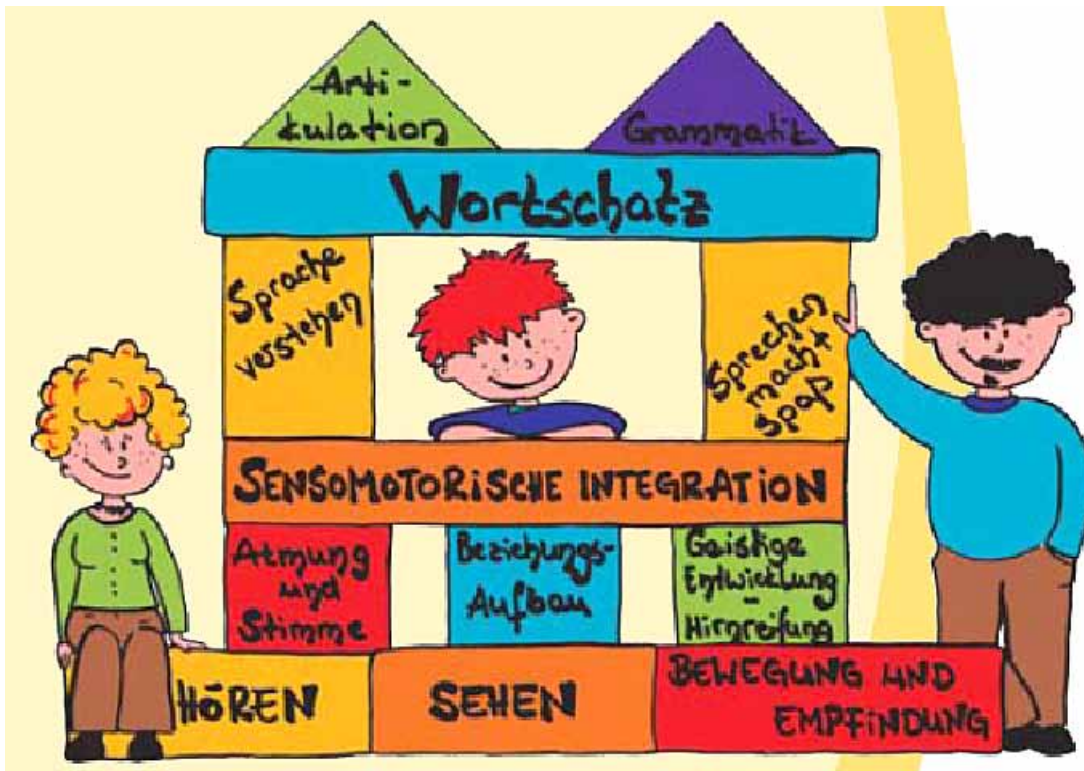 Arti-
kulation
Grammatik
Wortschatz
Sprache
verstehen
Sprechen
macht
Spaß
SENSOMOTORISCHE INTEGRATION
Atmung
und
Stimme
Beziehungs-
Aufbau
Geistige
Entwicklung
-
Hirnreifung
HÖREN
SEHEN
BEWEGUNG UND
EMPFINDUNG